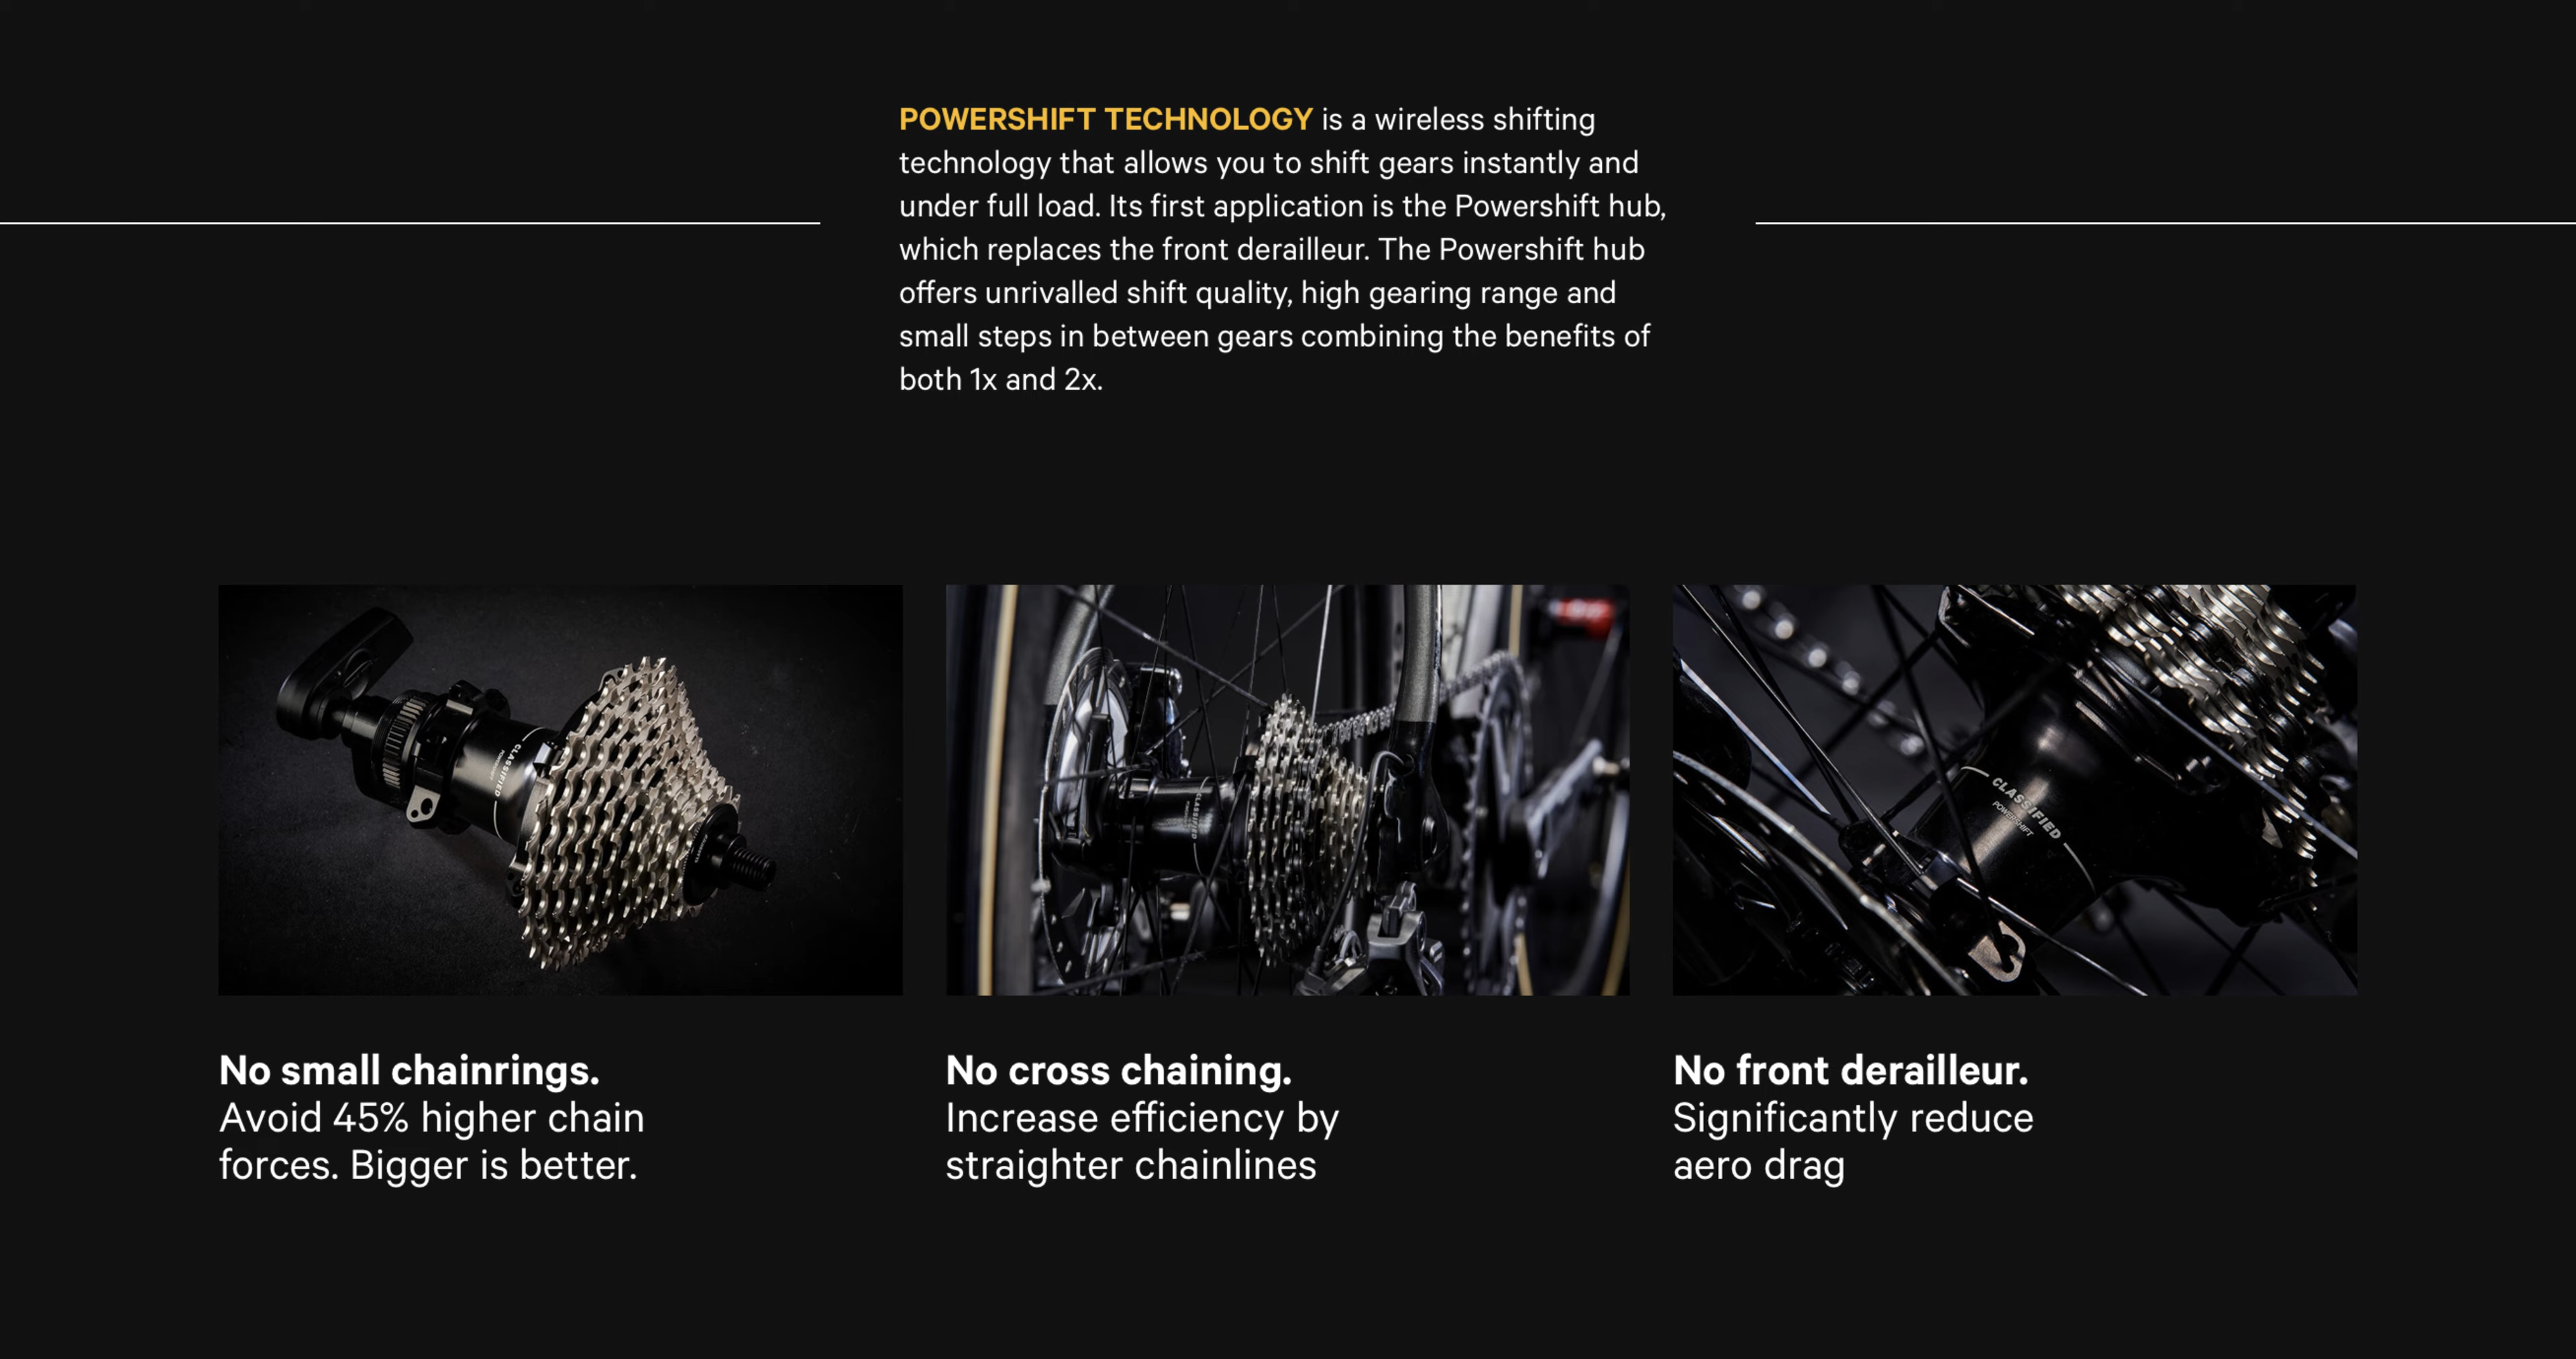 POWERSHIFT TECHNOLOGY is a wireless shifting
technology that allows you to shift gears instantly and
under full load. Its first application is the Powershift hub,
which replaces the front derailleur. The Powershift hub
offers unrivalled shift quality, high gearing range and
small steps in between gears combining the benefits of
both 1x and 2x.
CLASSIFIED
POWERSHIFT
CLASSIFIED
CLASSIFIED
POWERSHIFT
No small chainrings.
Avoid 45% higher chain
forces. Bigger is better.
No cross chaining.
Increase efficiency by
straighter chainlines
No front derailleur.
Significantly reduce
aero drag